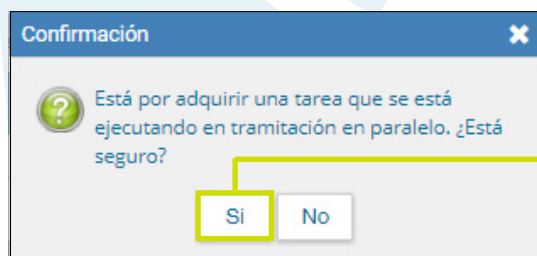 Confirmación
Está por adquirir una tarea que se está
ejecutando en tramitación en paralelo. ¿Está
seguro?
Si No